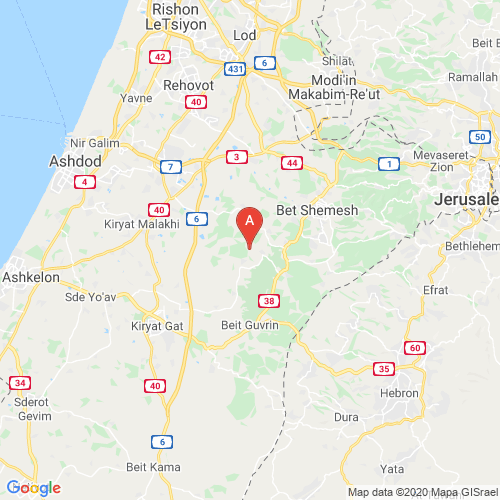 Rishon
LeTsiyon
Lod
42
431
6
Shilat
Beit E
Rehovot
Modi'in
Makabim-Re'ut
Ramallah
Yavne
40
50
Nir Galim
Ashdod
7
3
44
1
Mevaseret
Zion
4
Jerusale
40
6
Bet Shemesh
Kiryat Malakhi
A
Bethlehem
Ashkelon
Sde Yo'av
38
Efrat
Kiryat Gat
Beit Guvrin
60
35
34
40
Hebron
Sderot
Gevim
Dura
6
Beit Kama
Yata
Google
Map data ©2020 Mapa GISrael